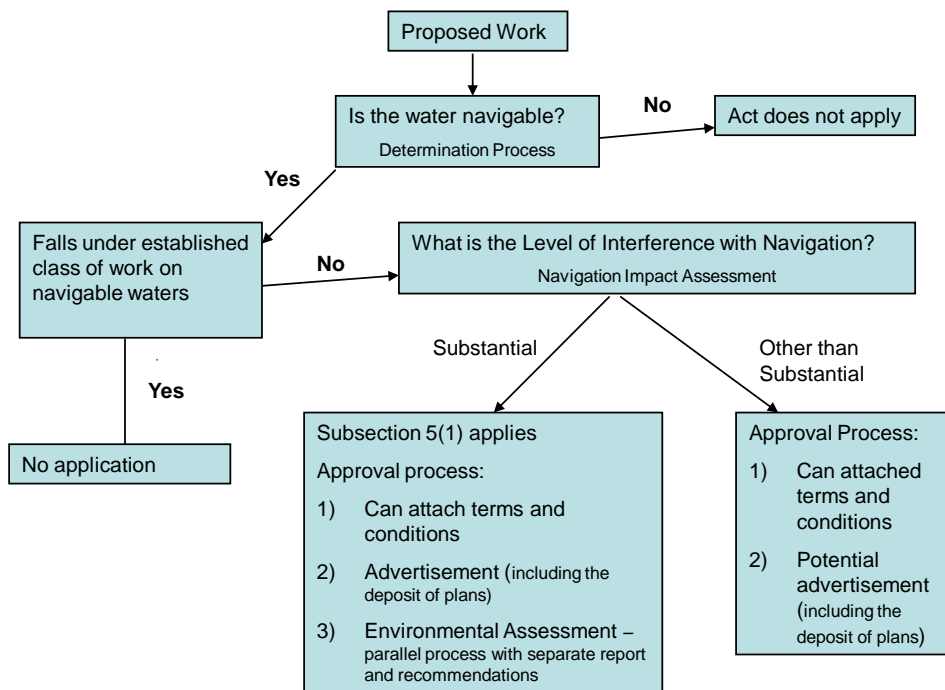 Proposed Work
Is the water navigable?
Determination Process
No
Act does not apply
Yes
Falls under established
class of work on
navigable waters
No
What is the Level of Interference with Navigation?
Navigation Impact Assessment
Yes
No application
Substantial
Other than
Substantial
Subsection 5(1) applies
Approval process:
1) Can attach terms and
conditions
2) Advertisement (including the
deposit of plans)
3) Environmental Assessment –
parallel process with separate report
and recommendations
Approval Process:
1) Can attached
terms and
conditions
2) Potential
advertisement
(including the
deposit of plans)